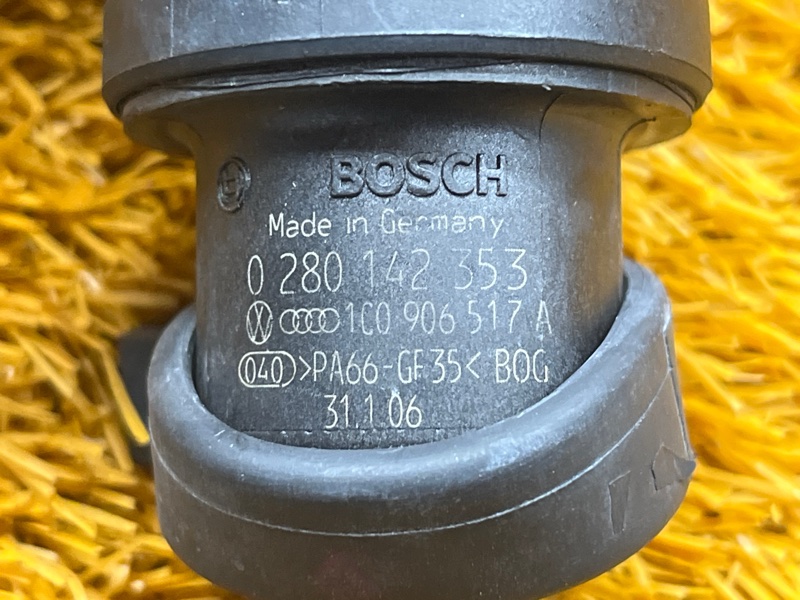 BOSCH
Made in Germany
0 280 142 353
1C0 906 517 A
040 >PA66-GF35< BOG
31.1 06